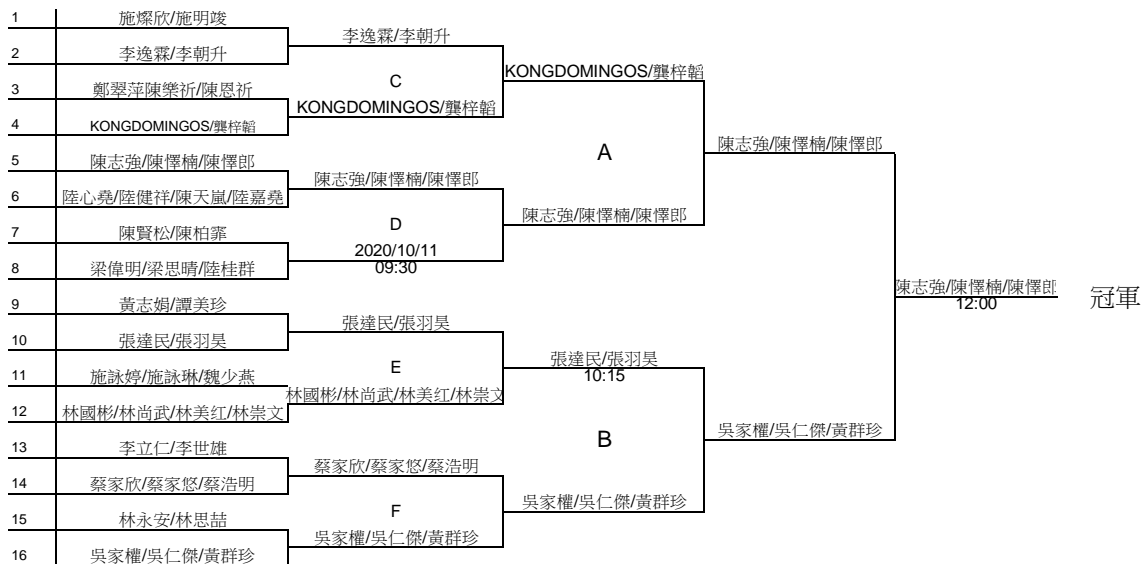 1 施燦欣/施明竣
2 李逸霖/李朝升
3 鄭翠萍陳樂祈/陳恩祈
4 KONGDOMINGOS/龔梓韜
5 陳志強/陳懌楠/陳懌郎
6 陸心堯/陸健祥/陳天嵐/陸嘉堯
7 陳賢松/陳柏霏
8 梁偉明/梁思晴/陸桂群
9 黃志娟/譚美珍
10 張達民/張羽昊
11 施詠婷/施詠琳/魏少燕
12 林國彬/林尚武/林美红/林崇文
13 李立仁/李世雄
14 蔡家欣/蔡家悠/蔡浩明
15 林永安/林思喆
16 吳家權/吳仁傑/黃群珍
李逸霖/李朝升
C
KONGDOMINGOS/龔梓韜
陳志強/陳懌楠/陳懌郎
D
2020/10/11
09:30
張達民/張羽昊
E
林國彬/林尚武/林美红/林崇文
蔡家欣/蔡家悠/蔡浩明
F
吳家權/吳仁傑/黃群珍
KONGDOMINGOS/龔梓韜
A
陳志強/陳懌楠/陳懌郎
張達民/張羽昊
10:15
B
吳家權/吳仁傑/黃群珍
陳志強/陳懌楠/陳懌郎
吳家權/吳仁傑/黃群珍
陳志強/陳懌楠/陳懌郎
12:00
冠軍